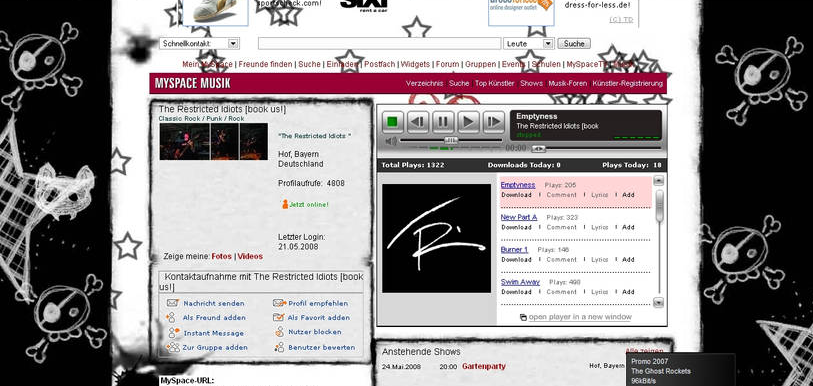 sportscheck.com!
SIXT
rent a car
online designer outlet!
dress-for-less.de!
(C) TD
Schnellkontakt: Leute Suche
Mein MySpace | Freunde finden | Suche | Einladen | Postfach | Widgets | Forum | Gruppen | Events | Schulen | MySpaceTV
MYSPACE MUSIK
Verzeichnis Suche Top Künstler Shows Musik-Foren Künstler-Registrierung
The Restricted Idiots [book us!]
Classic Rock / Punk / Rock
"The Restricted Idiots "
Hof, Bayern
Deutschland
Profilaufrufe: 4808
Jetzt online!
Letzter Login:
21.05.2008
Zeige meine: Fotos | Videos
Kontaktaufnahme mit The Restricted Idiots [book
us!]
Nachricht senden Profil empfehlen
Als Freund adden Als Favorit adden
Instant Message Nutzer blocken
Zur Gruppe adden Benutzer bewerten
MySpace-URL:
Emptyness
The Restricted Idiots [book
stopped
00:00
Total Plays: 1322 Downloads Today: 0 Plays Today: 18
TRi
Emptyness Plays: 205
Download | Comment | Lyrics | Add
New Part A Plays: 323
Download | Comment | Lyrics | Add
Burner 1 Plays: 146
Download | Comment | Lyrics | Add
Swim Away Plays: 498
Download | Comment | Lyrics | Add
open player in a new window
Anstehende Shows
Alle zeigen
24.Mai.2008 20:00 Gartenparty Hof, Bayern
Promo 2007
The Ghost Rockets
96kBit/s